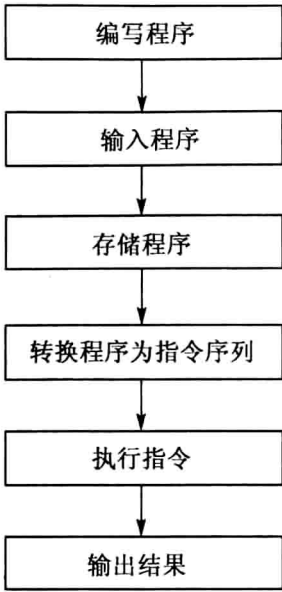 编写程序
输入程序
存储程序
转换程序为指令序列
执行指令
输出结果